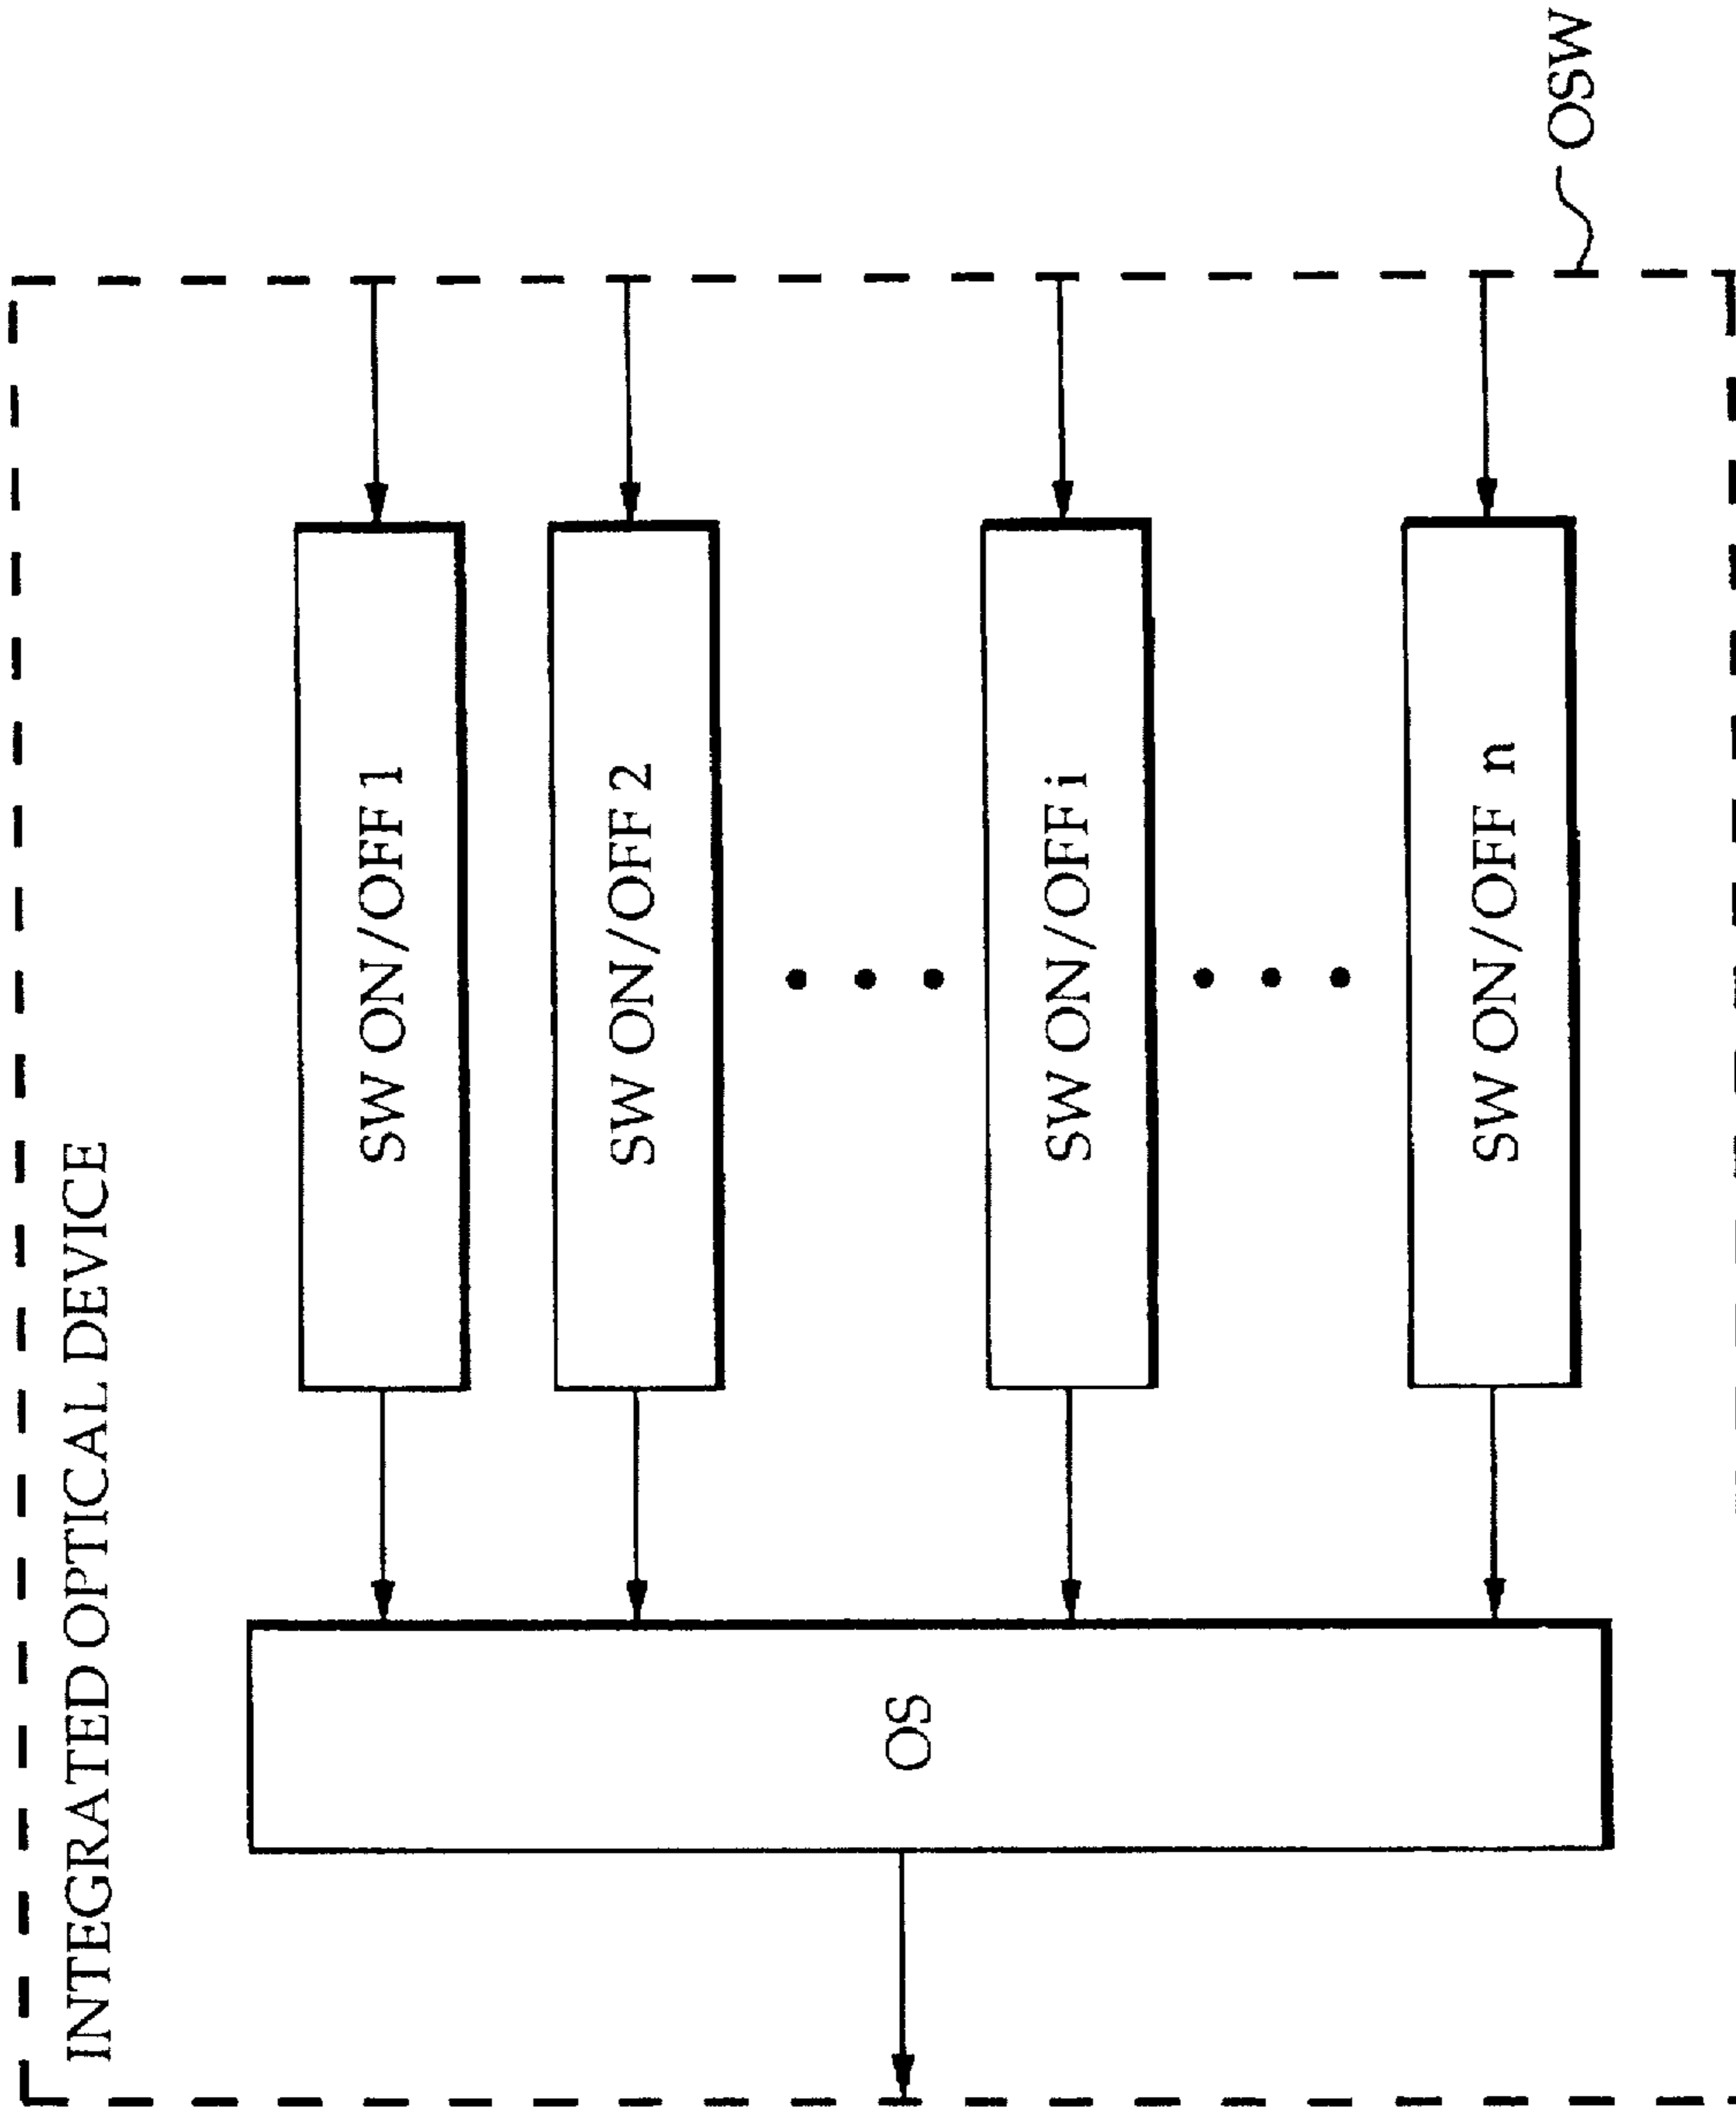 INTEGRATED OPTICAL DEVICE
SW ON/OFF 1
SW ON/OFF 2
SW ON/OFF i
SW ON/OFF n
OS
OSW